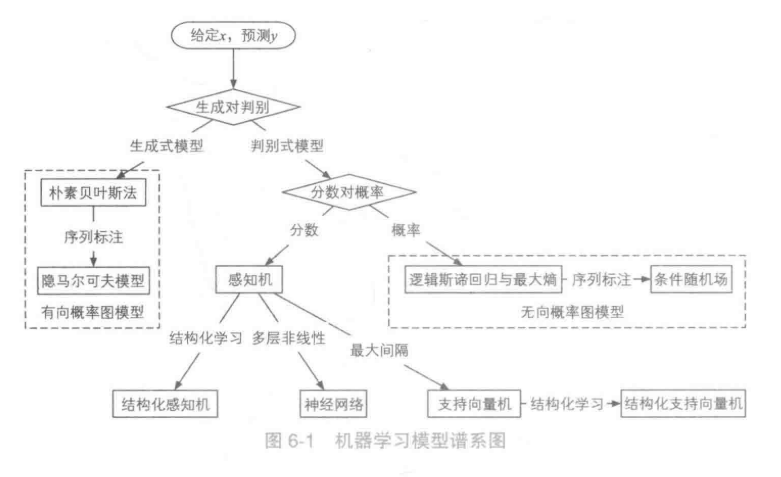 给定x，预测y
生成对判别
生成式模型
判别式模型
朴素贝叶斯法
分数对概率
序列标注
分数
概率
隐马尔可夫模型
感知机
逻辑斯谛回归与最大熵
序列标注
条件随机场
有向概率图模型
无向概率图模型
结构化学习
多层非线性
最大间隔
结构化感知机
神经网络
支持向量机
结构化学习
结构化支持向量机
图 6-1 机器学习模型谱系图